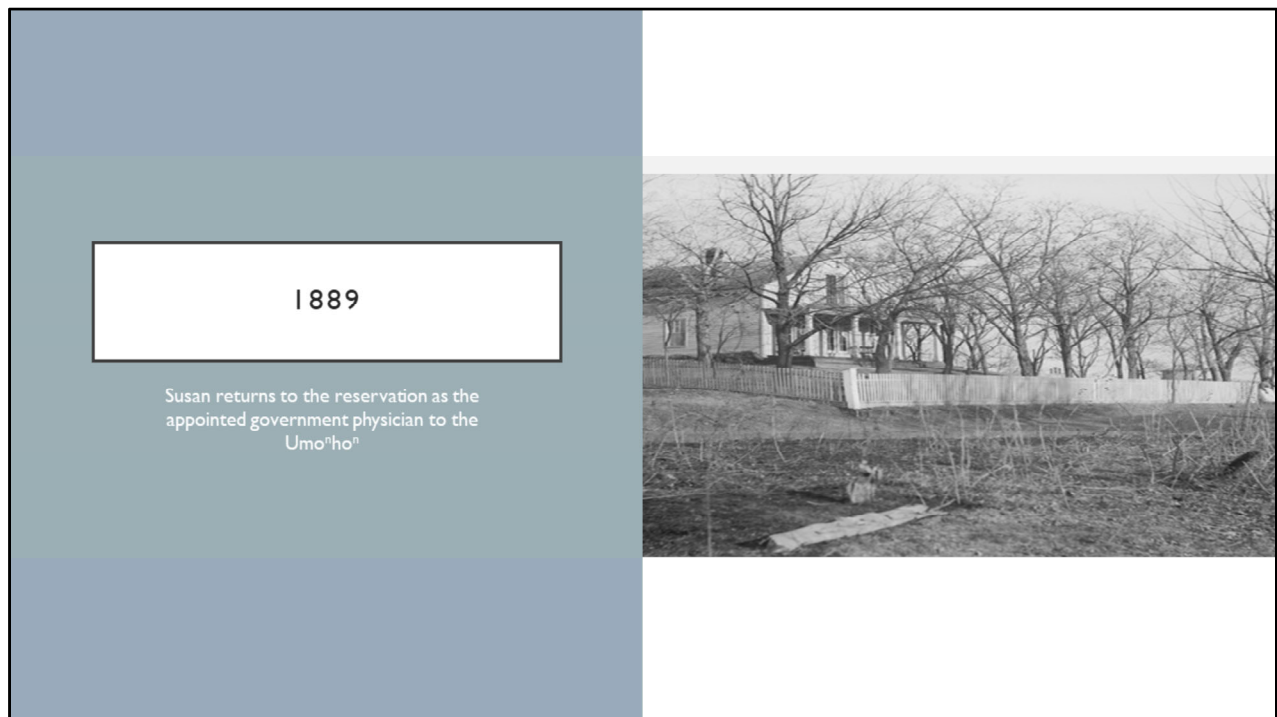 1889
Susan returns to the reservation as the
appointed government physician to the
Umoⁿhoⁿ